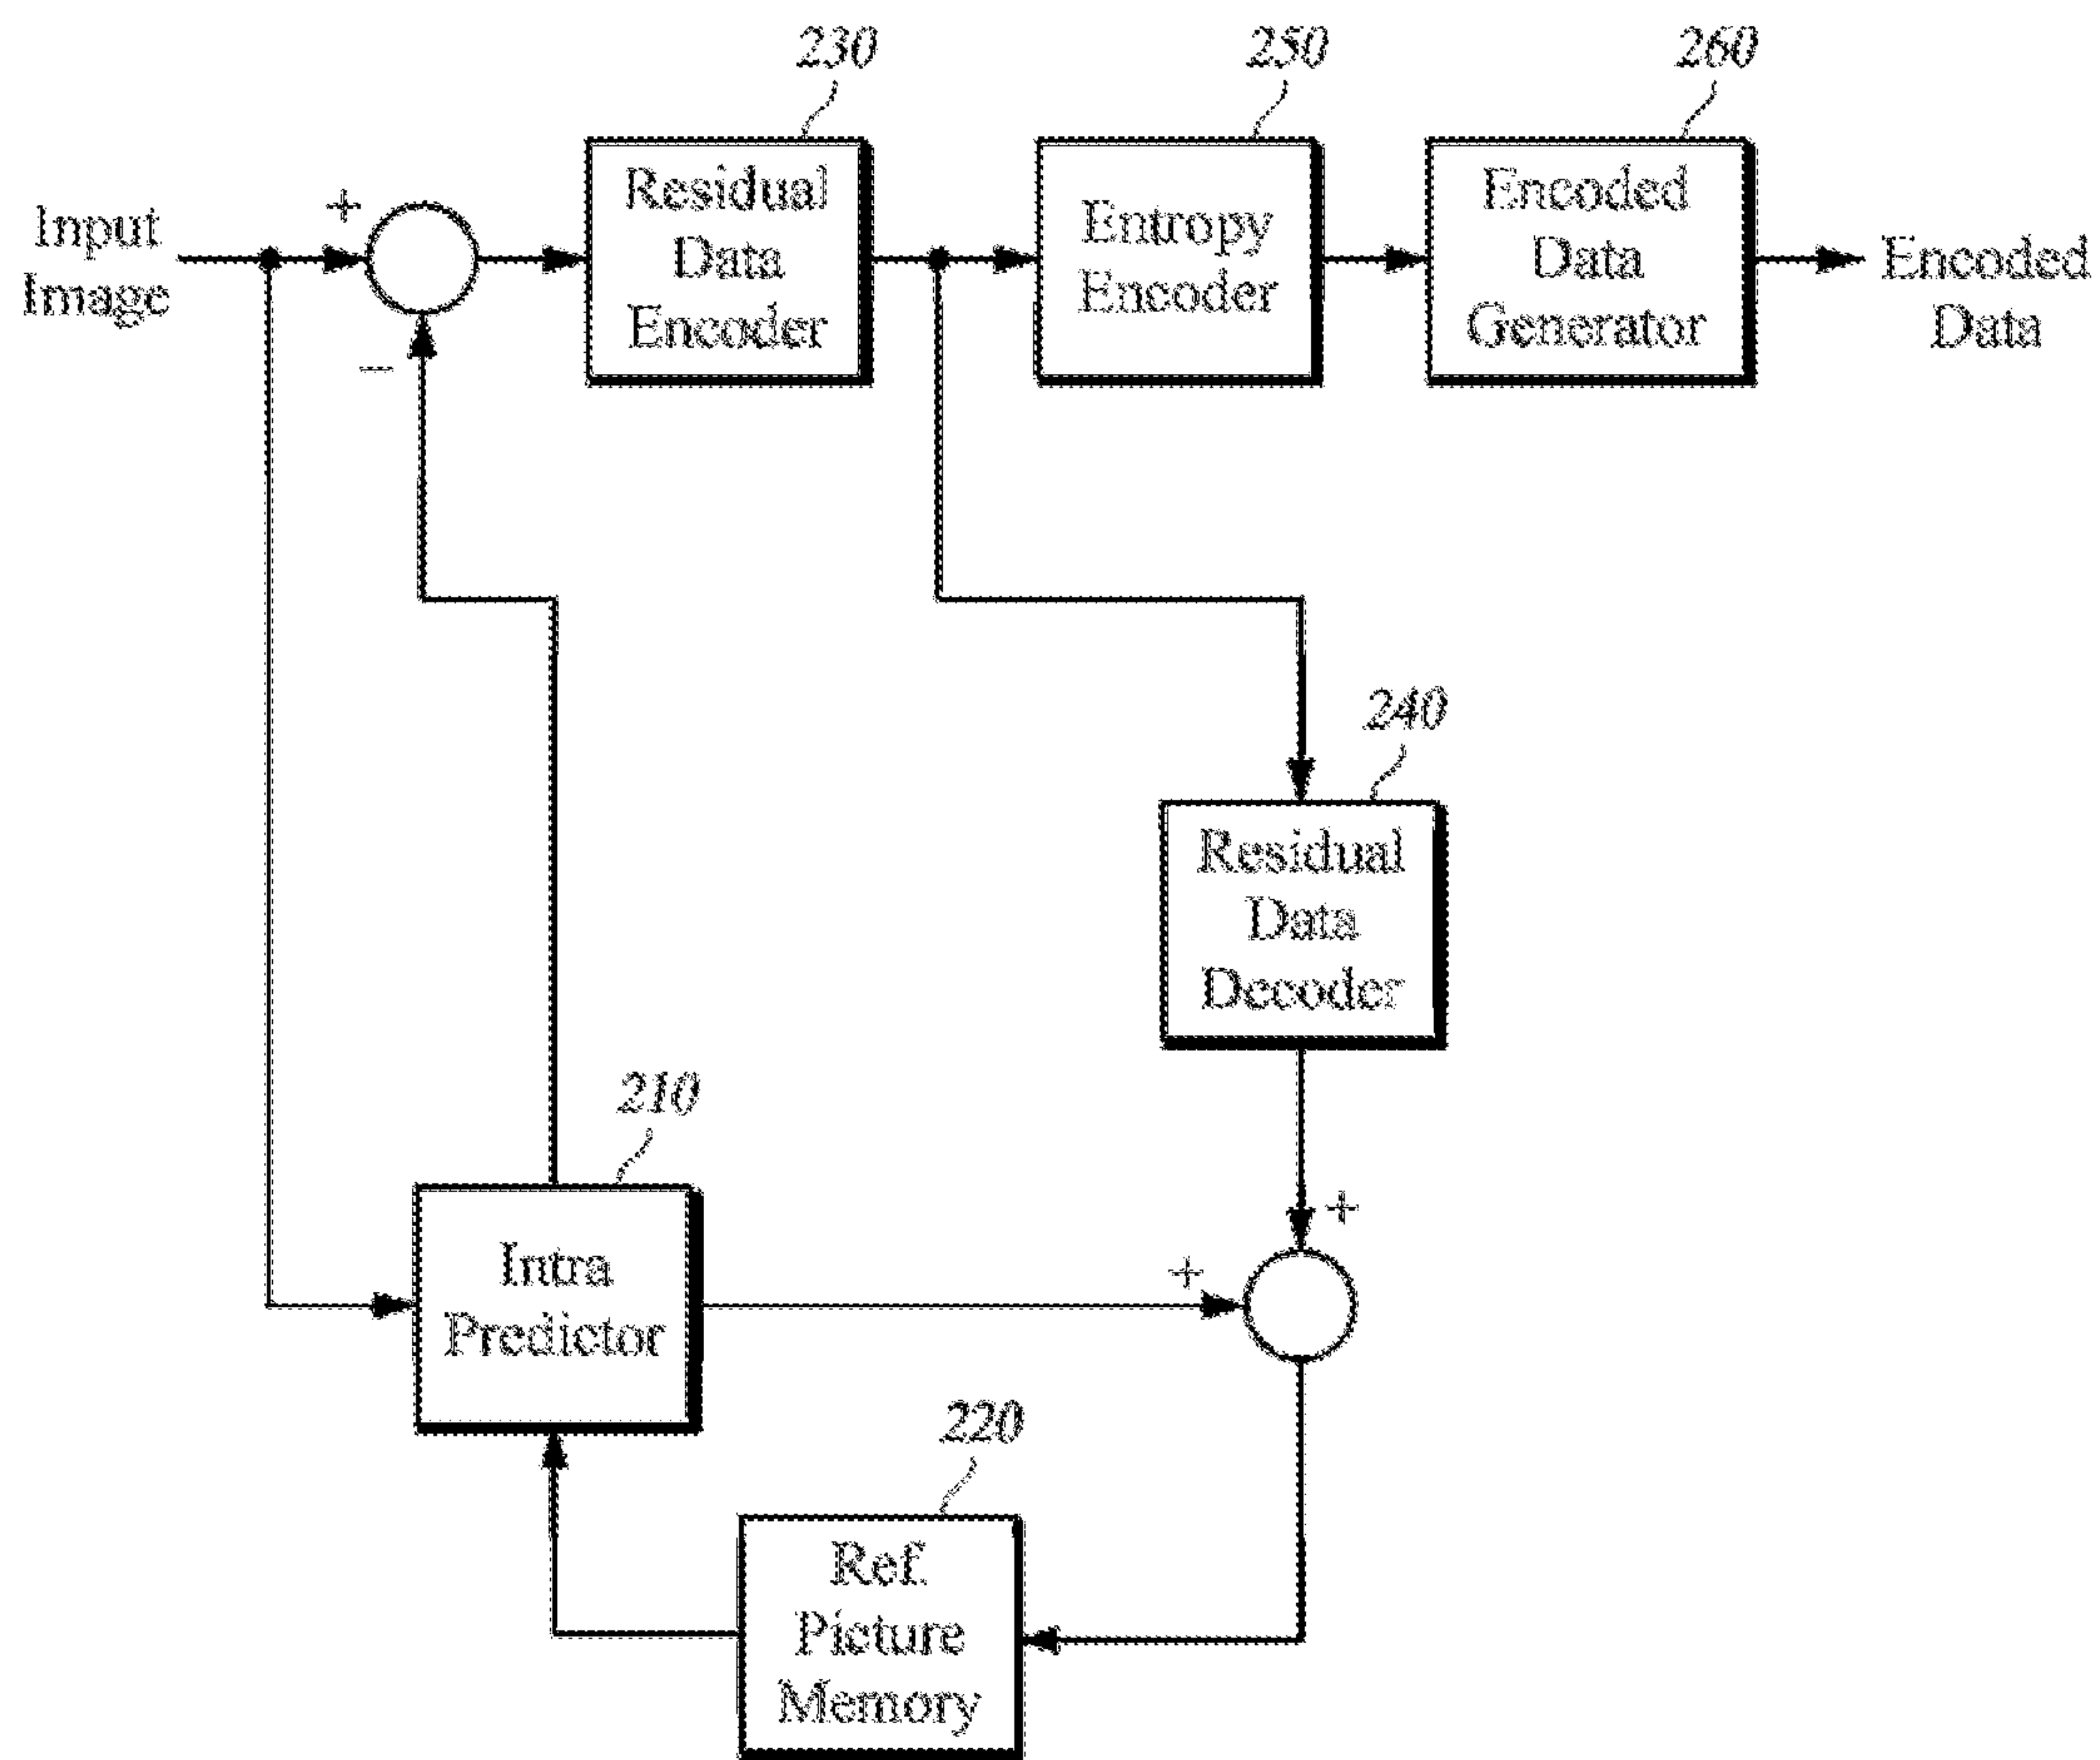 230
250
260
Input
Image
+
−
Residual
Data
Encoder
Entropy
Encoder
Encoded
Data
Generator
Encoded
Data
240
Residual
Data
Decoder
210
Intra
Predictor
+
+
220
Ref.
Picture
Memory